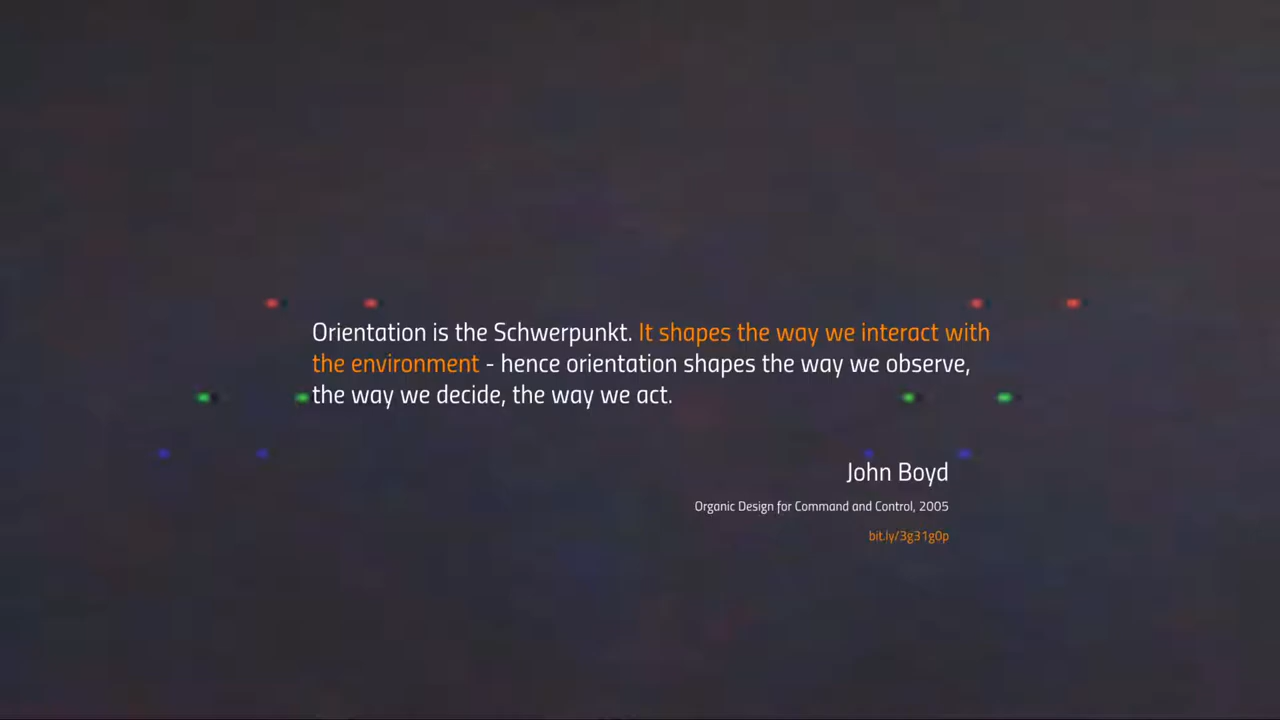 Orientation is the Schwerpunkt. It shapes the way we interact with
the environment - hence orientation shapes the way we observe,
the way we decide, the way we act.
John Boyd
Organic Design for Command and Control, 2005
bit.ly/3g31g0p